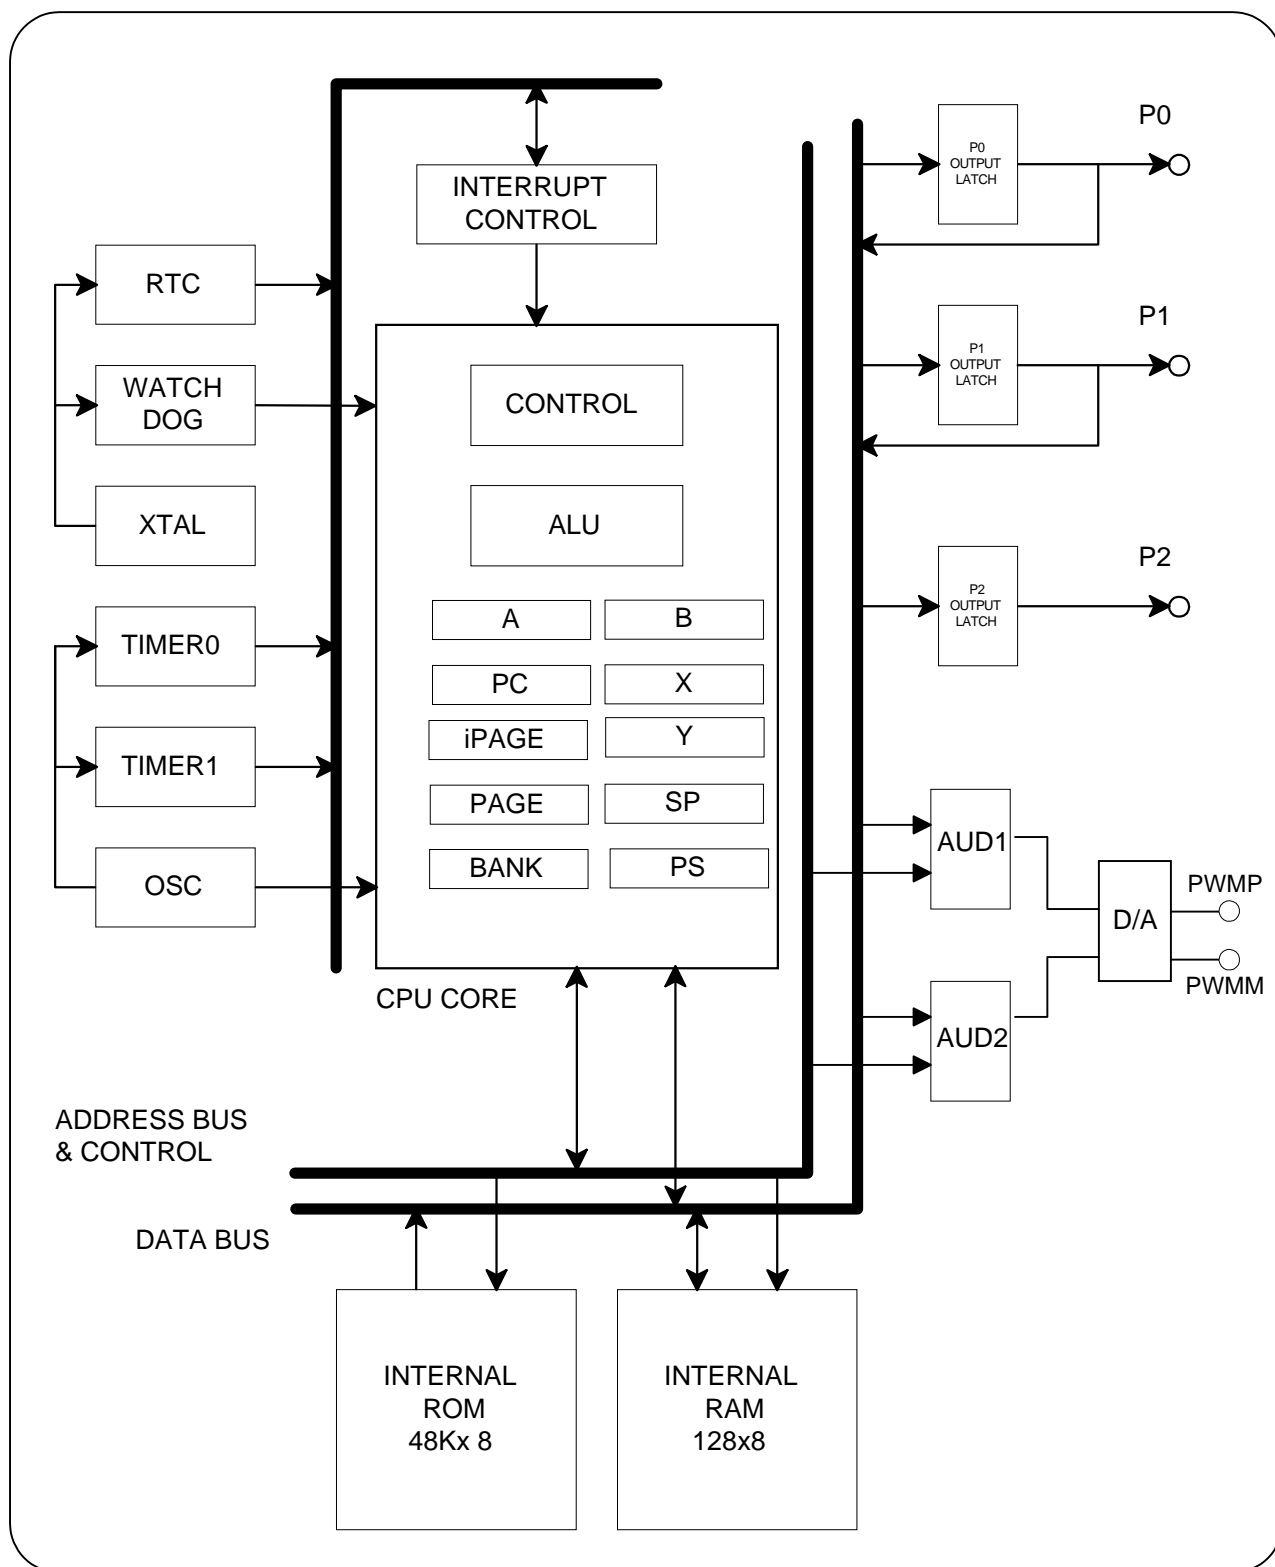 P0
P0
OUTPUT
LATCH
INTERRUPT
CONTROL
RTC
P1
P1
OUTPUT
LATCH
WATCH
DOG
CONTROL
XTAL
ALU
P2
P2
OUTPUT
LATCH
TIMER0
A
B
PC
X
iPAGE
Y
TIMER1
PAGE
SP
AUD1
BANK
PS
OSC
PWMP
D/A
PWMM
CPU CORE
AUD2
ADDRESS BUS
& CONTROL
DATA BUS
INTERNAL
ROM
48Kx 8
INTERNAL
RAM
128x8